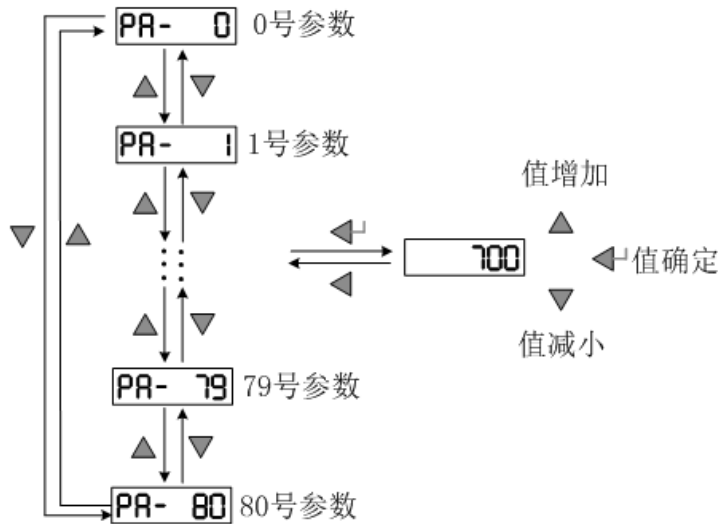 PA- 0 0号参数
PA- 1 1号参数
值增加
700
值确定
值减小
PA- 79 79号参数
PA- 80 80号参数